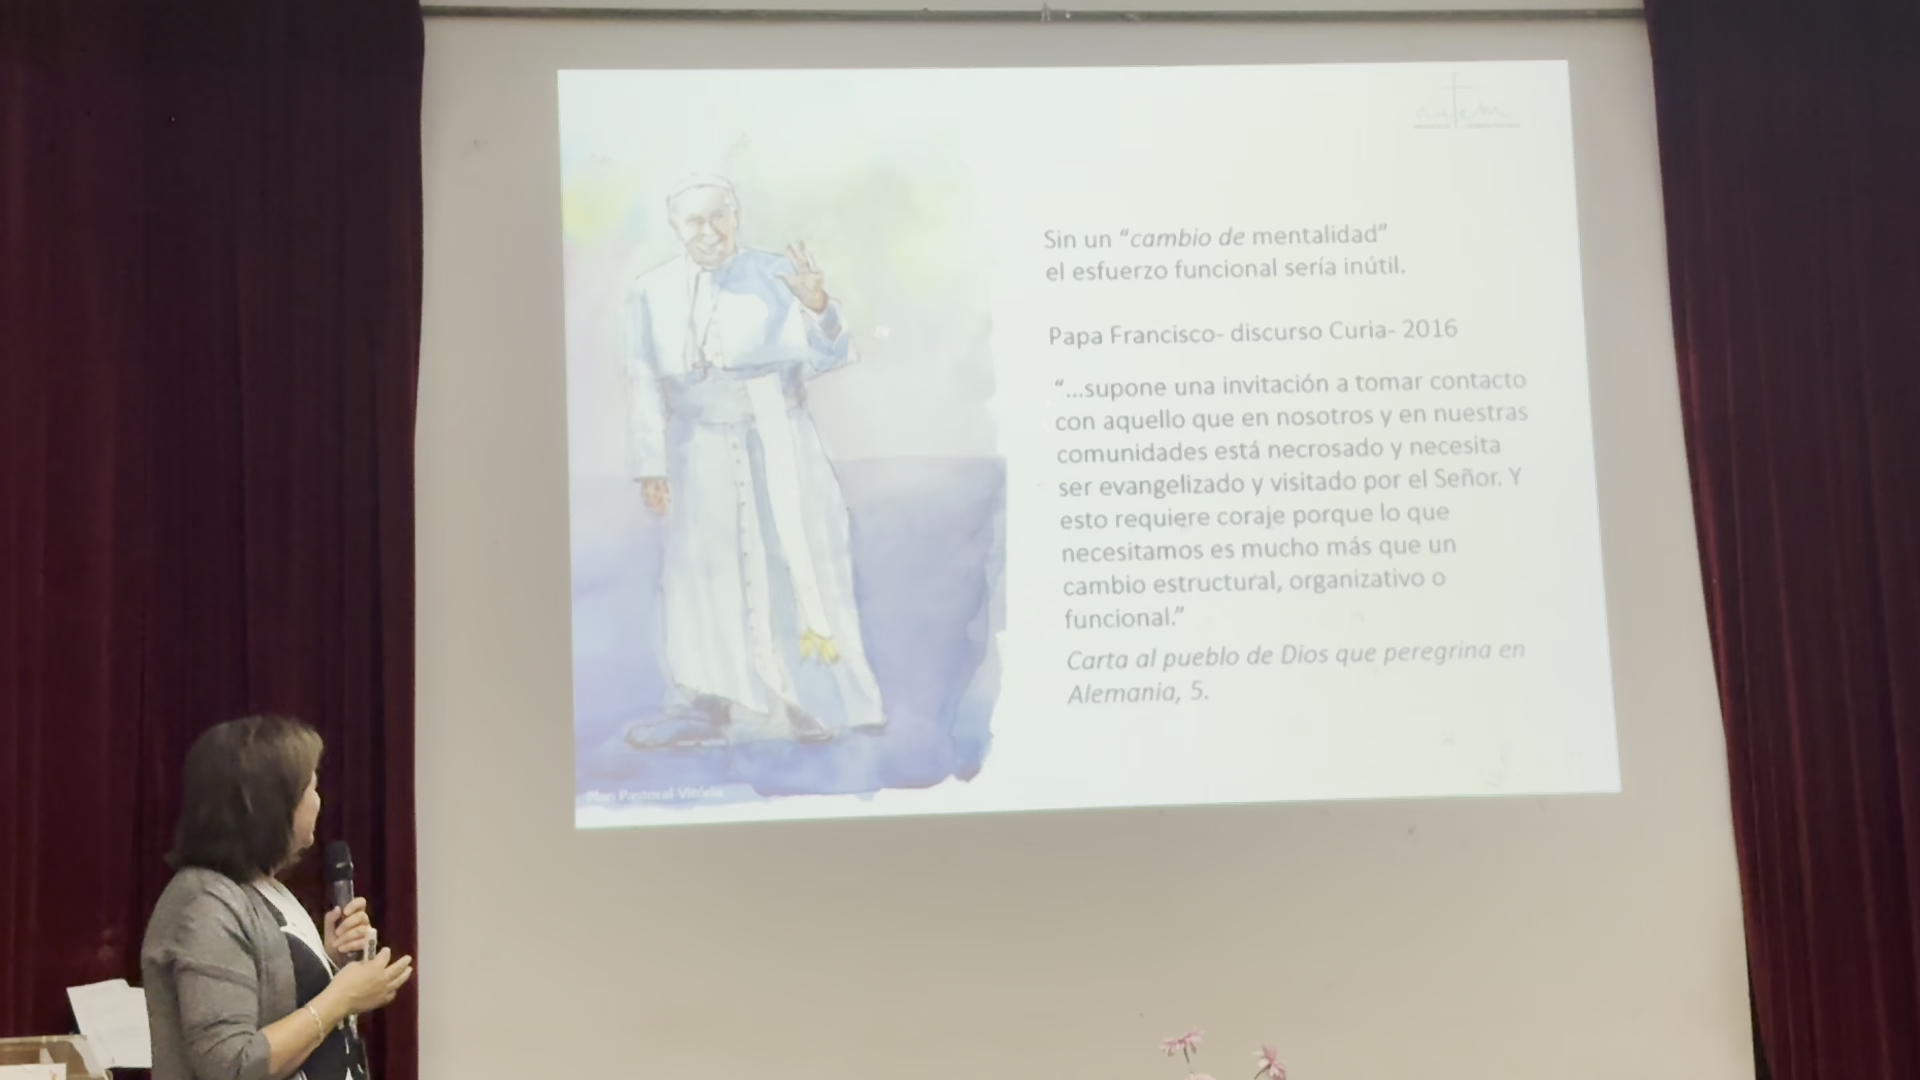 Sin un “cambio de mentalidad”
el esfuerzo funcional sería inútil.
Papa Francisco- discurso Curia- 2016
“...supone una invitación a tomar contacto
con aquello que en nosotros y en nuestras
comunidades está necrosado y necesita
ser evangelizado y visitado por el Señor. Y
esto requiere coraje porque lo que
necesitamos es mucho más que un
cambio estructural, organizativo o
funcional.”
Carta al pueblo de Dios que peregrina en
Alemania, 5.
Plan Pastoral Vitoria